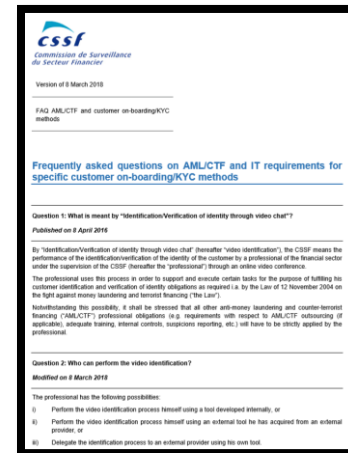 cssf
Commission de Surveillance
du Secteur Financier
Version of 8 March 2018
FAQ AML/CTF and customer on-boarding/KYC
methods
Frequently asked questions on AML/CTF and IT requirements for
specific customer on-boarding/KYC methods
Question 1: What is meant by "Identification/Verification of identity through video chat"?
Published on 8 April 2016
By "Identification/Verification of identity through video chat" (hereafter "video identification"), the CSSF means the
performance of the identification/verification of the identity of the customer by a professional of the financial sector
under the supervision of the CSSF (hereafter the "professional") through an online video conference.
The professional uses this process in order to support and execute certain tasks for the purpose of fulfilling his
customer identification and verification of identity obligations as required i.a. by the Law of 12 November 2004 on
the fight against money laundering and terrorist financing ("the Law").
Notwithstanding this possibility, it shall be stressed that all other anti-money laundering and counter-terrorist
financing ("AML/CTF") professional obligations (e.g. requirements with respect to AML/CTF outsourcing (if
applicable), adequate training, internal controls, suspicions reporting, etc.) will have to be strictly applied by the
professional.
Question 2: Who can perform the video identification?
Modified on 8 March 2018
The professional has the following possibilities:
i) Perform the video identification process himself using a tool developed internally, or
ii) Perform the video identification process himself using an external tool he has acquired from an external
provider, or
iii) Delegate the identification process to an external provider using his own tool.